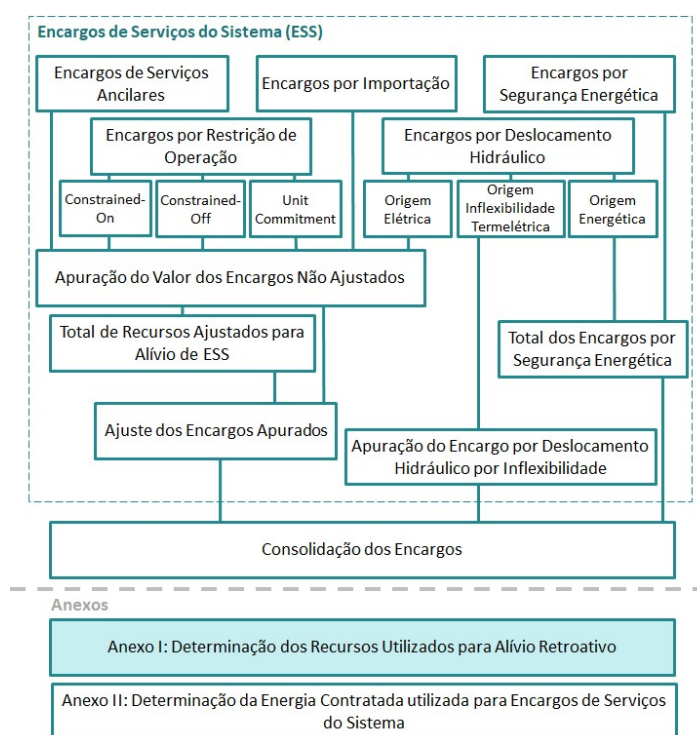 Encargos de Serviços do Sistema (ESS)
Encargos de Serviços
Ancilares
Encargos por Importação
Encargos por
Segurança Energética
Encargos por Restrição de
Operação
Encargos por Deslocamento
Hidráulico
Constrained-
On
Constrained-
Off
Unit
Commitment
Origem
Elétrica
Origem
Inflexibilidade
Termelétrica
Origem
Energética
Apuração do Valor dos Encargos Não Ajustados
Total de Recursos Ajustados para
Alívio de ESS
Total dos Encargos por
Segurança Energética
Ajuste dos Encargos Apurados
Apuração do Encargo por Deslocamento
Hidráulico por Inflexibilidade
Consolidação dos Encargos
Anexos
Anexo I: Determinação dos Recursos Utilizados para Alívio Retroativo
Anexo II: Determinação da Energia Contratada utilizada para Encargos de Serviços
do Sistema